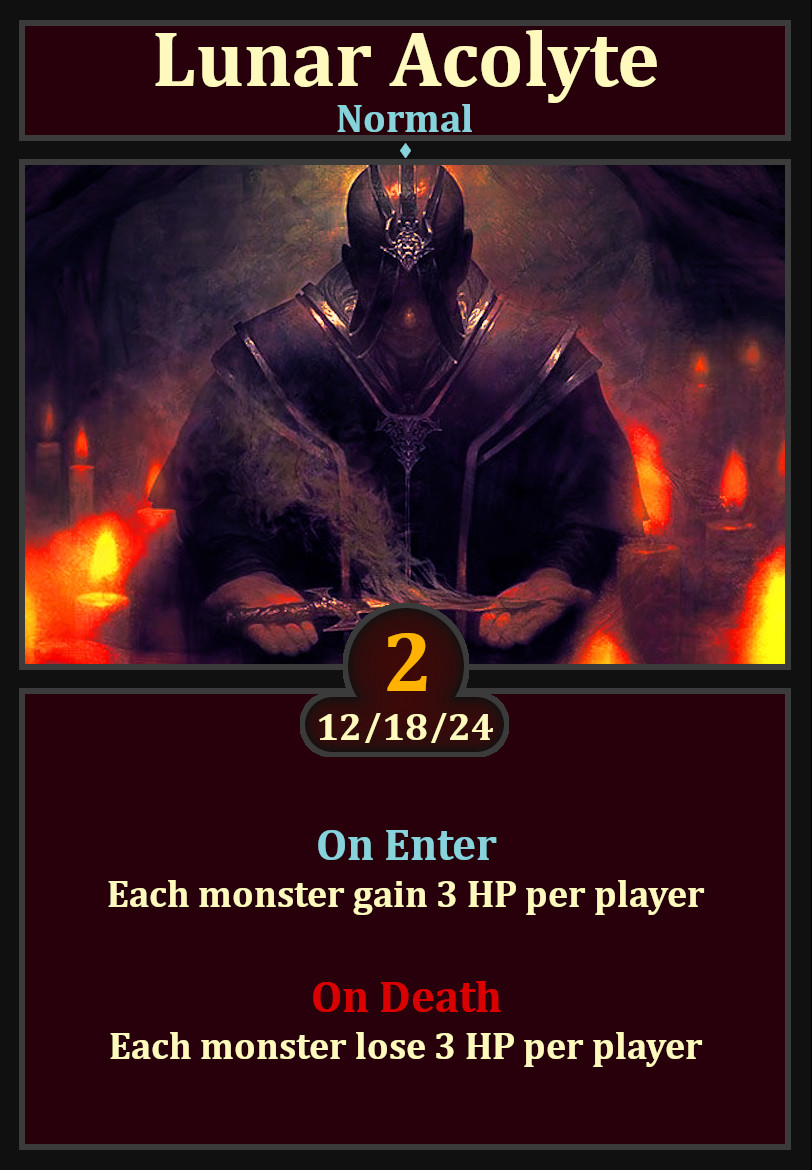 Lunar Acolyte
Normal
2
12/18/24
On Enter
Each monster gain 3 HP per player
On Death
Each monster lose 3 HP per player